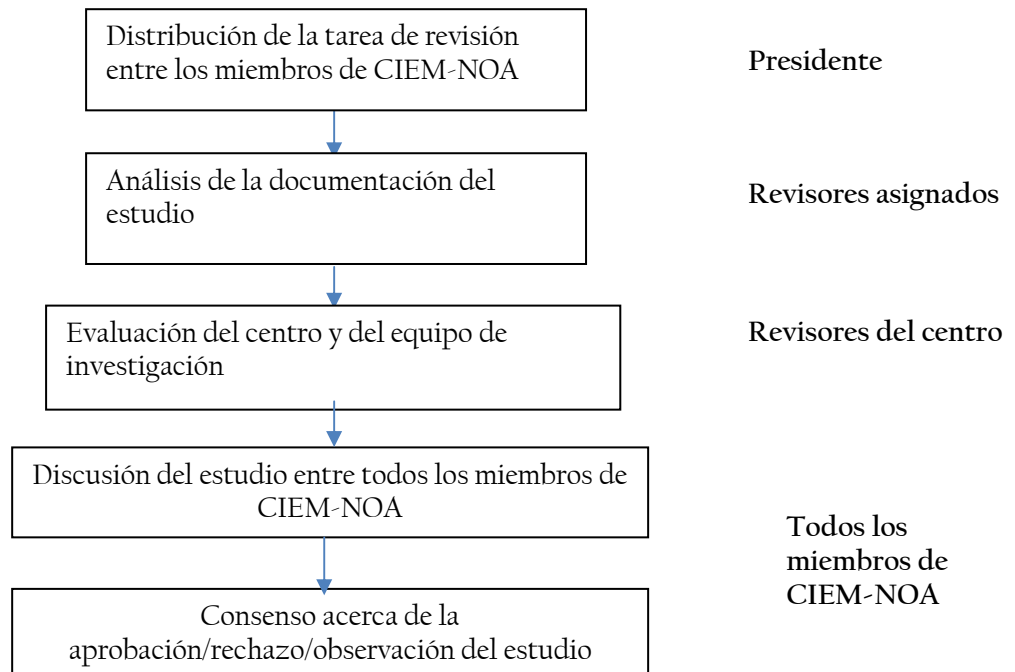 Distribución de la tarea de revisión
entre los miembros de CIEM-NOA
Presidente
Análisis de la documentación del
estudio
Revisores asignados
Evaluación del centro y del equipo de
investigación
Revisores del centro
Discusión del estudio entre todos los miembros de
CIEM-NOA
Todos los
miembros de
CIEM-NOA
Consenso acerca de la
aprobación/rechazo/observación del estudio